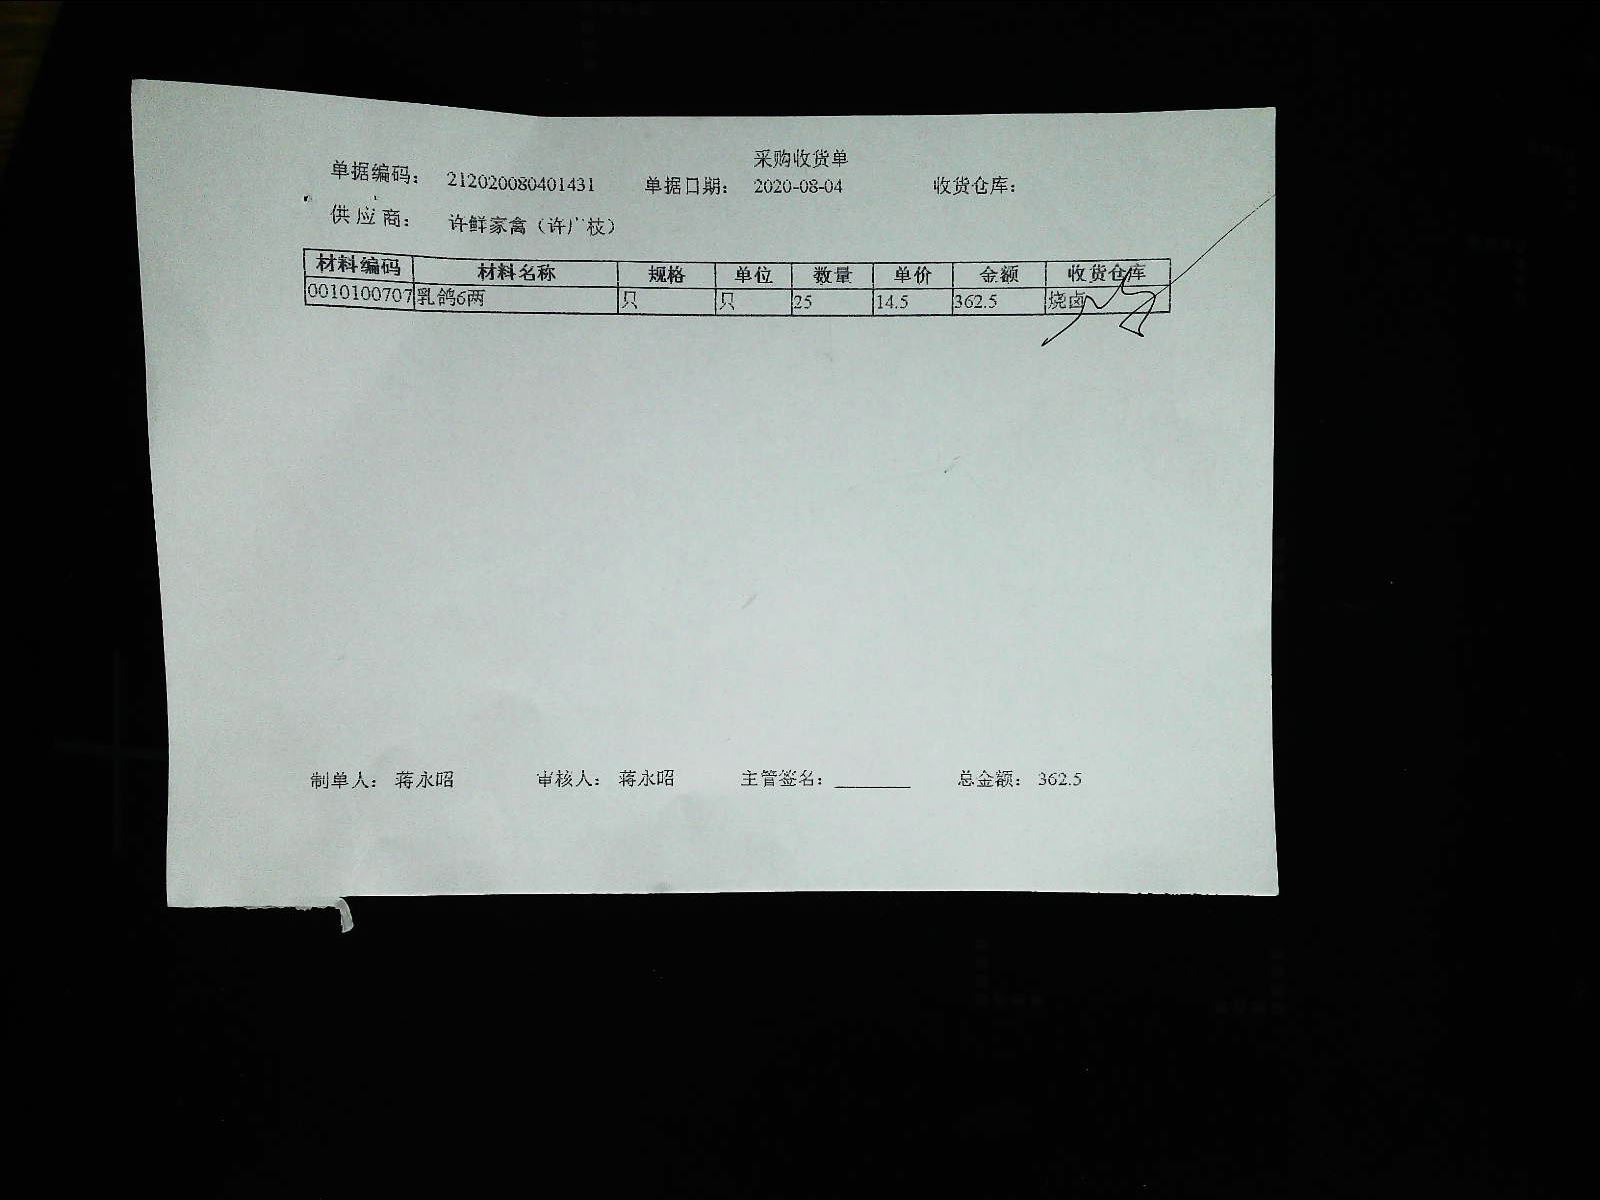 采购收货单
单据编码： 212020080401431 单据日期： 2020-08-04 收货仓库：
供应商： 许鲜家禽（许广枝）
材料编码 材料名称 规格 单位 数量 单价 金额 收货仓库
0010100707 乳鸽6两 只 只 25 14.5 362.5 烧卤
制单人： 蒋永昭 审核人： 蒋永昭 主管签名： 总金额： 362.5